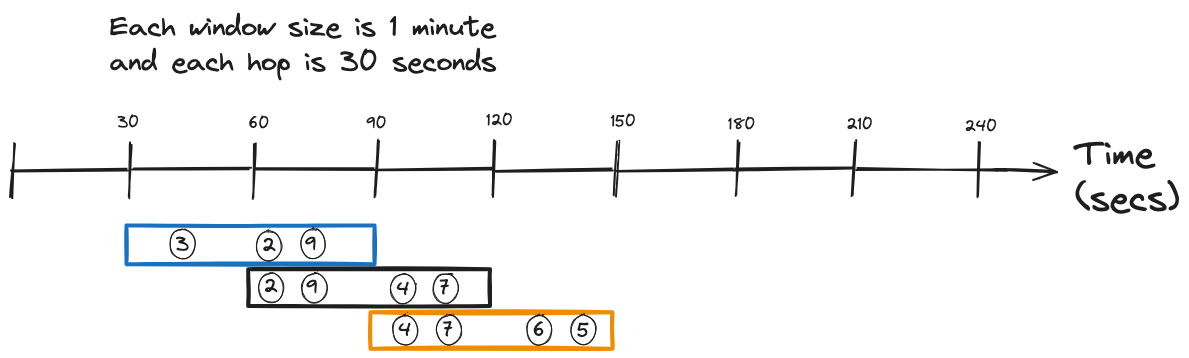 Each window size is 1 minute
and each hop is 30 seconds
30 60 90 120 150 180 210 240
Time
(secs)
3 2 9
2 9 4 7
4 7 6 5